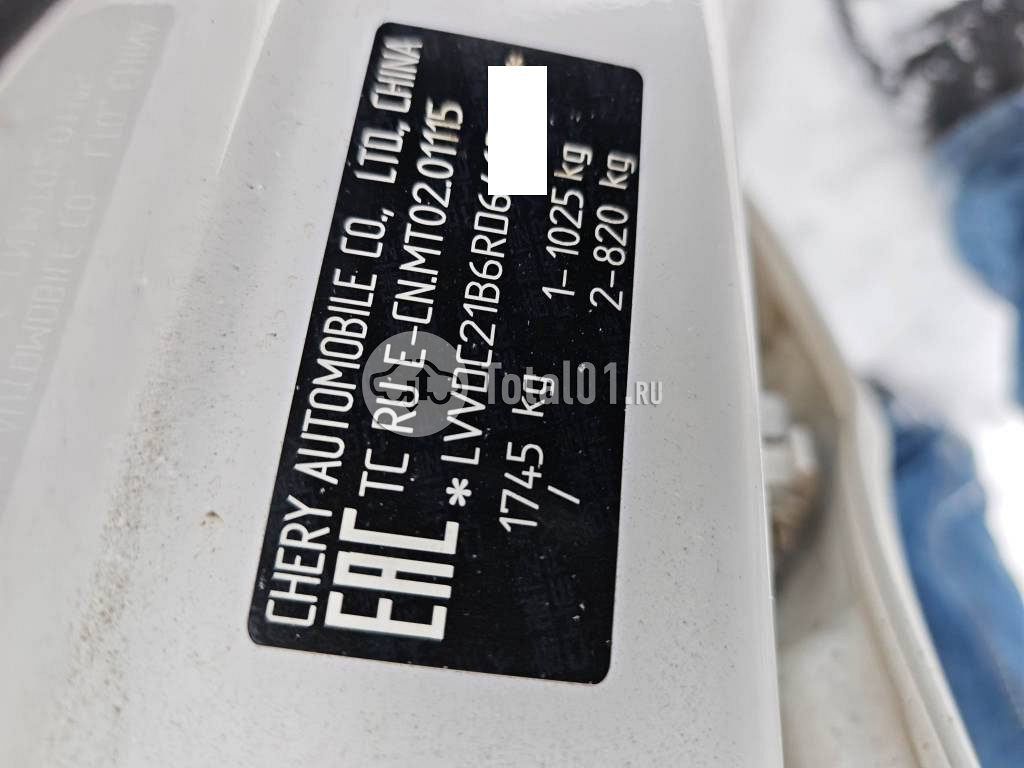 CHERY AUTOMOBILE CO., LTD, CHINA
EAC TC RU E-CN.MT02.01115
*LVVDC21B6RD6
1745 kg 1-1025 kg
/ 2-820 kg
Total01.RU